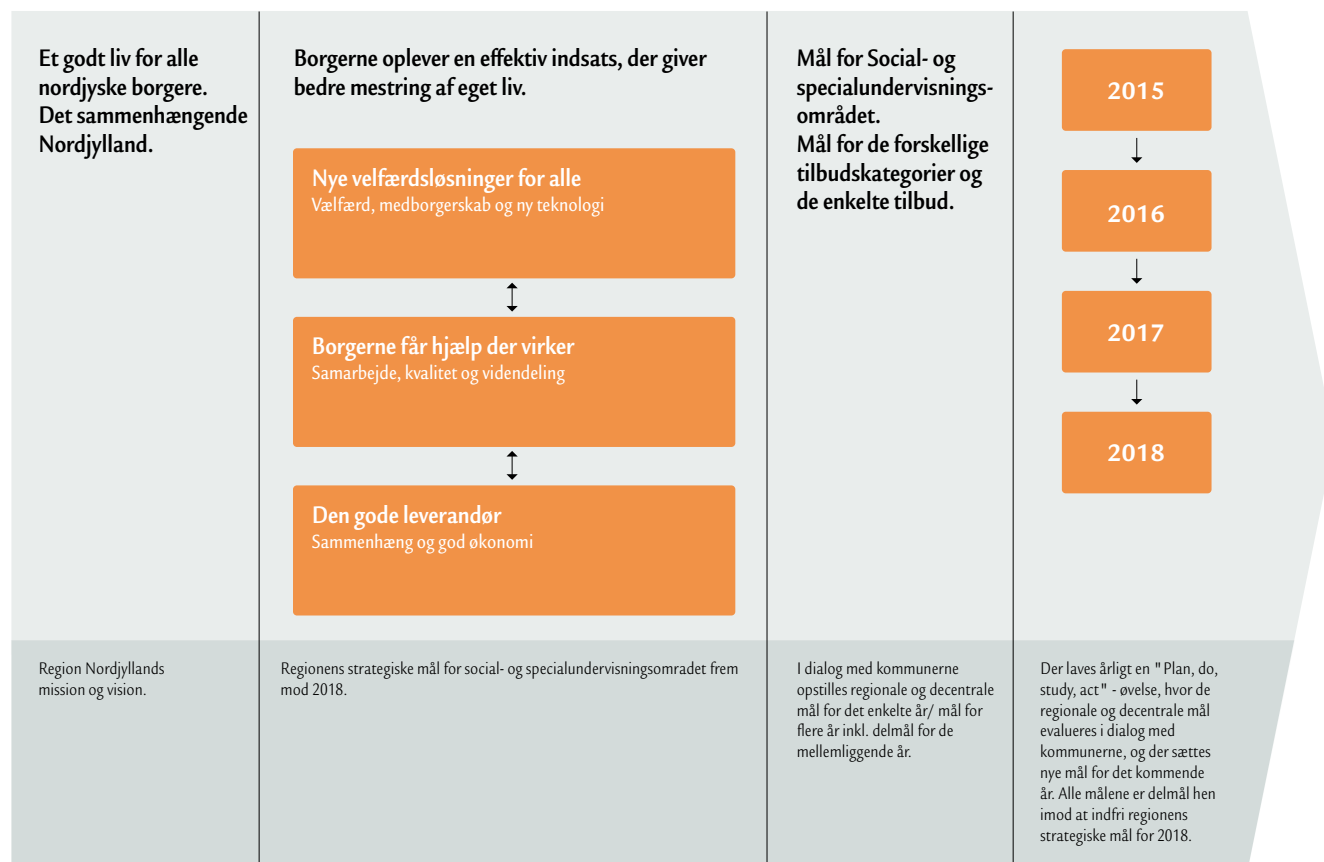 Et godt liv for alle
nordjyske borgere.
Det sammenhængende
Nordjylland.
Borgerne oplever en effektiv indsats, der giver
bedre mestring af eget liv.
Nye velfærdsløsninger for alle
Vælfærd, medborgerskab og ny teknologi
Borgerne får hjælp der virker
Samarbejde, kvalitet og videndeling
Den gode leverandør
Sammenhæng og god økonomi
Mål for Social- og
specialundervisnings-
området.
Mål for de forskellige
tilbudskategorier og
de enkelte tilbud.
2015
2016
2017
2018
Region Nordjyllands
mission og vision.
Regionens strategiske mål for social- og specialundervisningsomradet frem
mod 2018.
I dialog med kommunerne
opstilles regionale og decentrale
mål for det enkelte år/ mål for
flere år inkl. delmål for de
mellemliggende år.
Der laves årligt en "Plan, do,
study, act" - øvelse, hvor de
regionale og decentrale mål
evalueres i dialog med
kommunerne, og der sættes
nye mål for det kommende
år. Alle målene er delmål hen
imod at indfri regionens
strategiske mål for 2018.